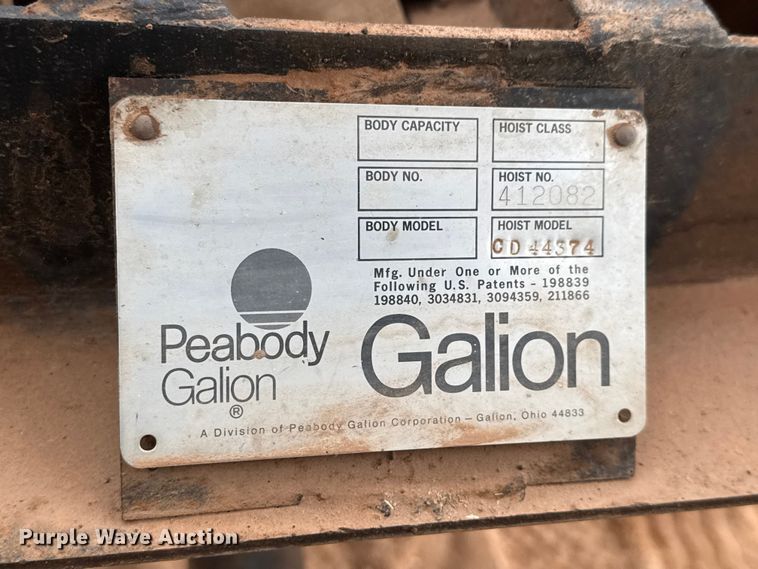 BODY CAPACITY
HOIST CLASS
BODY NO.
HOIST NO.
412082
BODY MODEL
HOIST MODEL
CD 44374
Mfg. Under One or More of the
Following U.S. Patents - 198839
198840, 3034831, 3094359, 211866
Peabody
Galion
®
Galion
A Division of Peabody Galion Corporation — Galion, Ohio 44833
Purple Wave Auction